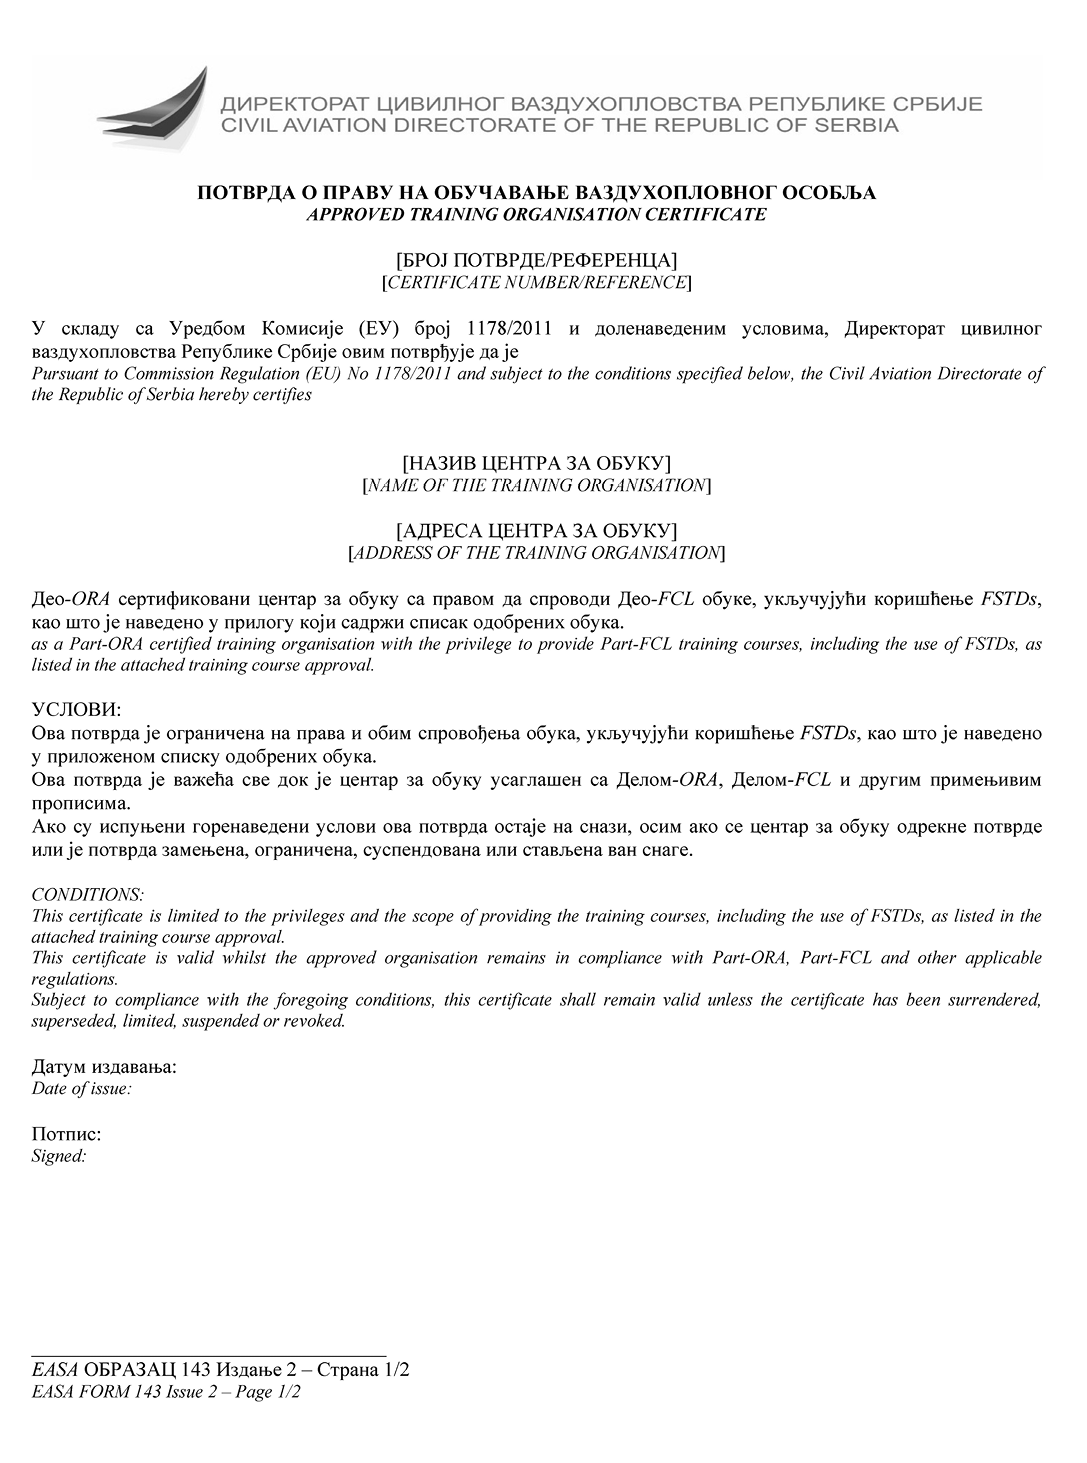 ДИРЕКТОРАТ ЦИВИЛНОГ ВАЗДУХОПЛОВСТВА РЕПУБЛИКЕ СРБИЈЕ
CIVIL AVIATION DIRECTORATE OF THE REPUBLIC OF SERBIA
ПОТВРДА О ПРАВУ НА ОБУЧАВАЊЕ ВАЗДУХОПЛОВНОГ ОСОБЉА
APPROVED TRAINING ORGANISATION CERTIFICATE
[БРОЈ ПОТВРДЕ/РЕФЕРЕНЦА]
[CERTIFICATE NUMBER/REFERENCE]
У складу са Уредбом Комисије (ЕУ) број 1178/2011 и доленаведеним условима, Директорат цивилног
ваздухопловства Републике Србије овим потврђује да је
Pursuant to Commission Regulation (EU) No 1178/2011 and subject to the conditions specified below, the Civil Aviation Directorate of
the Republic of Serbia hereby certifies
[НАЗИВ ЦЕНТРА ЗА ОБУКУ]
[NAME OF THE TRAINING ORGANISATION]
[АДРЕСА ЦЕНТРА ЗА ОБУКУ]
[ADDRESS OF THE TRAINING ORGANISATION]
Део-ORA сертификовани центар за обуку са правом да спроводи Део-FCL обуке, укључујући коришћење FSTDs,
као што је наведено у прилогу који садржи списак одобрених обука.
as a Part-ORA certified training organisation with the privilege to provide Part-FCL training courses, including the use of FSTDs, as
listed in the attached training course approval.
УСЛОВИ:
Ова потврда је ограничена на права и обим спровођења обука, укључујући коришћење FSTDs, као што је наведено
у приложеном списку одобрених обука.
Ова потврда је важећа све док је центар за обуку усаглашен са Делом-ORA, Делом-FCL и другим примењивим
прописима.
Ако су испуњени горенаведени услови ова потврда остаје на снази, осим ако се центар за обуку одрекне потврде
или је потврда замењена, ограничена, суспендована или стављена ван снаге.
CONDITIONS:
This certificate is limited to the privileges and the scope of providing the training courses, including the use of FSTDs, as listed in the
attached training course approval.
This certificate is valid whilst the approved organisation remains in compliance with Part-ORA, Part-FCL and other applicable
regulations.
Subject to compliance with the foregoing conditions, this certificate shall remain valid unless the certificate has been surrendered,
superseded, limited, suspended or revoked.
Датум издавања:
Date of issue:
Потпис:
Signed:
EASA ОБРАЗАЦ 143 Издање 2 – Страна 1/2
EASA FORM 143 Issue 2 – Page 1/2